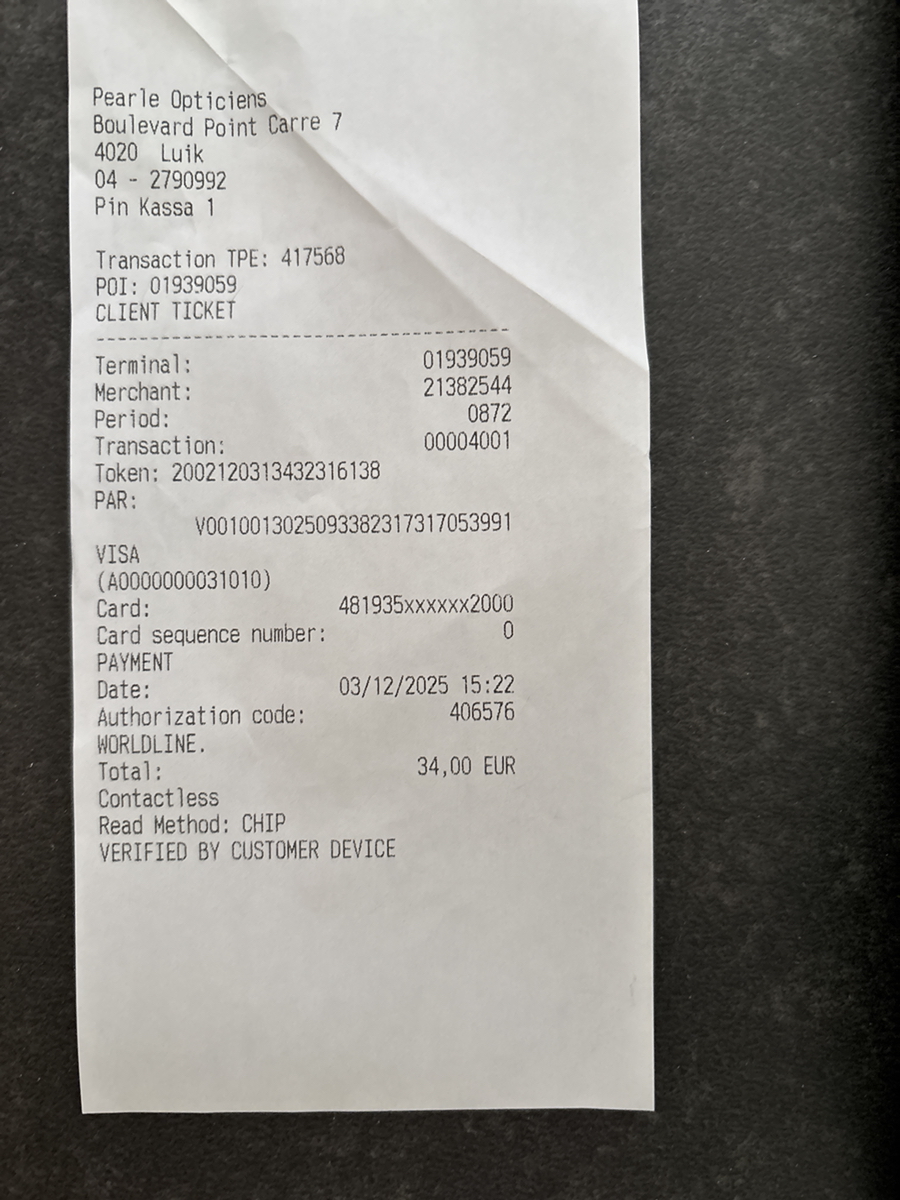 Pearle Opticiens
Boulevard Point Carre 7
4020  Luik
04 - 2790992
Pin Kassa 1
Transaction TPE: 417568
POI: 01939059
CLIENT TICKET
----------------------------------------
Terminal: 01939059
Merchant: 21382544
Period: 0872
Transaction: 00004001
Token: 2002120313432316138
PAR:
V0010013025093382317317053991
VISA
(A0000000031010)
Card: 481935xxxxxx2000
Card sequence number: 0
PAYMENT
Date: 03/12/2025 15:22
Authorization code: 406576
WORLDLINE.
Total: 34,00 EUR
Contactless
Read Method: CHIP
VERIFIED BY CUSTOMER DEVICE